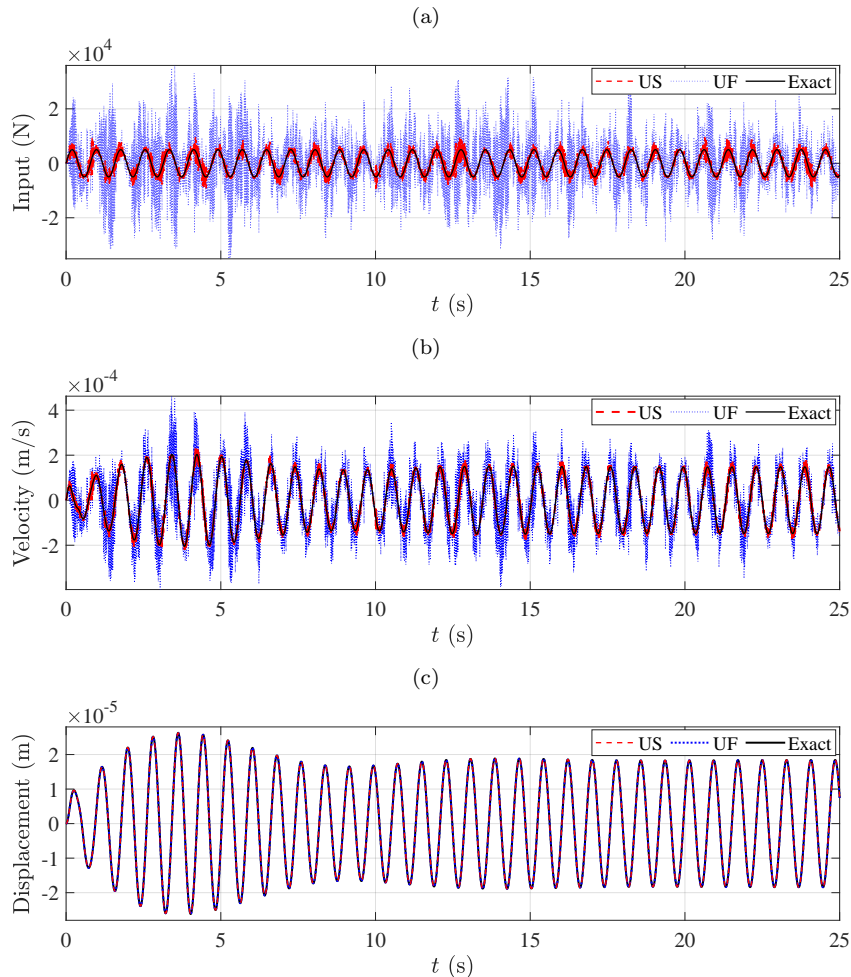 (a)
×10⁴
US UF Exact
2
0
-2
Input (N)
0 5 10 15 20 25
t (s)
(b)
×10⁻⁴
US UF Exact
4
2
0
-2
Velocity (m/s)
0 5 10 15 20 25
t (s)
(c)
×10⁻⁵
US UF Exact
2
1
0
-1
-2
Displacement (m)
0 5 10 15 20 25
t (s)